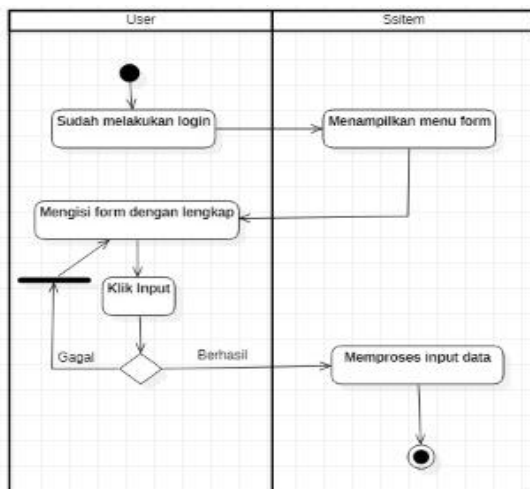 User
Ssitem
Sudah melakukan login
Menampilkan menu form
Mengisi form dengan lengkap
Klik Input
Gagal
Berhasil
Memproses input data